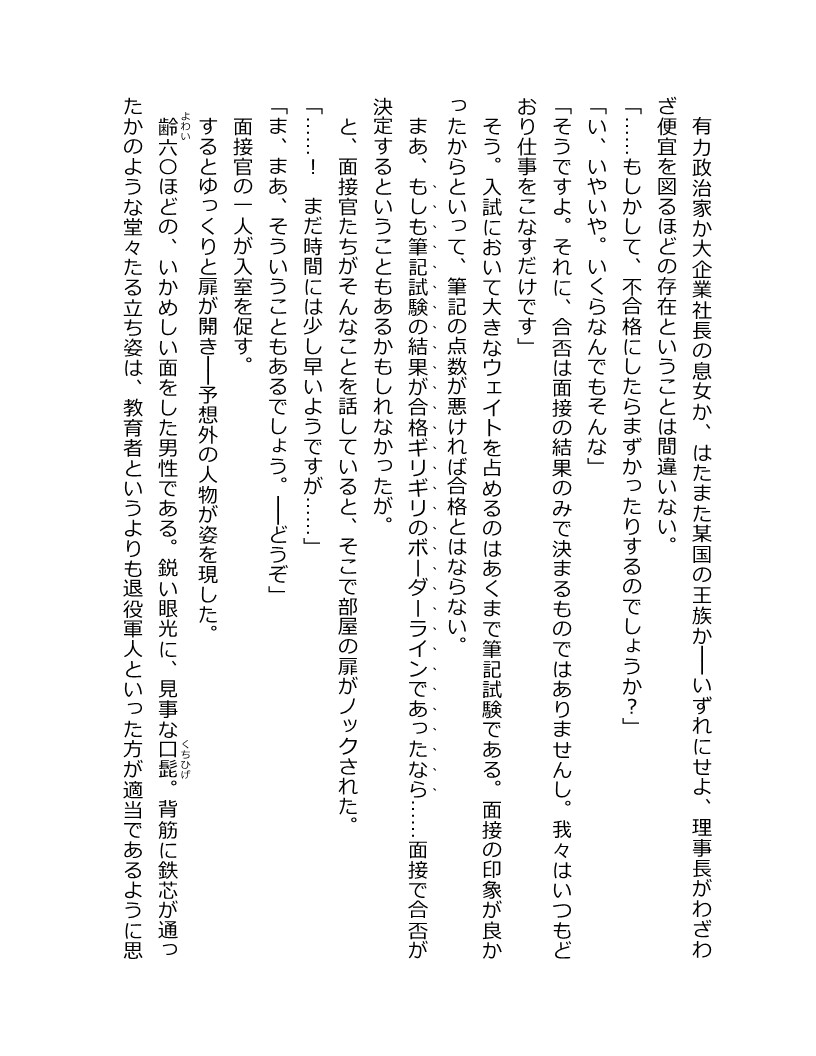 有力政治家か大企業社長の息女か、はたまた某国の王族か――いずれにせよ、理事長がわざわ
ざ便宜を図るほどの存在ということは間違いない。
「……もしかして、不合格にしたらまずかったりするのでしょうか？」
「い、いやいや。いくらなんでもそんな」
「そうですよ。それに、合否は面接の結果のみで決まるものではありませんし。我々はいつもど
おり仕事をこなすだけです」
そう。入試において大きなウェイトを占めるのはあくまで筆記試験である。面接の印象が良か
ったからといって、筆記の点数が悪ければ合格とはならない。
まあ、もしも筆記試験の結果が合格ギリギリのボーダーラインであったなら……面接で合否が
決定するということもあるかもしれなかったが。
と、面接官たちがそんなことを話していると、そこで部屋の扉がノックされた。
「……！　まだ時間には少し早いようですが……」
「ま、まあ、そういうこともあるでしょう。――どうぞ」
面接官の一人が入室を促す。
するとゆっくりと扉が開き――予想外の人物が姿を現した。
齢六〇ほどの、いかめしい面をした男性である。鋭い眼光に、見事な口髭。背筋に鉄芯が通っ
たかのような堂々たる立ち姿は、教育者というよりも退役軍人といった方が適当であるように思